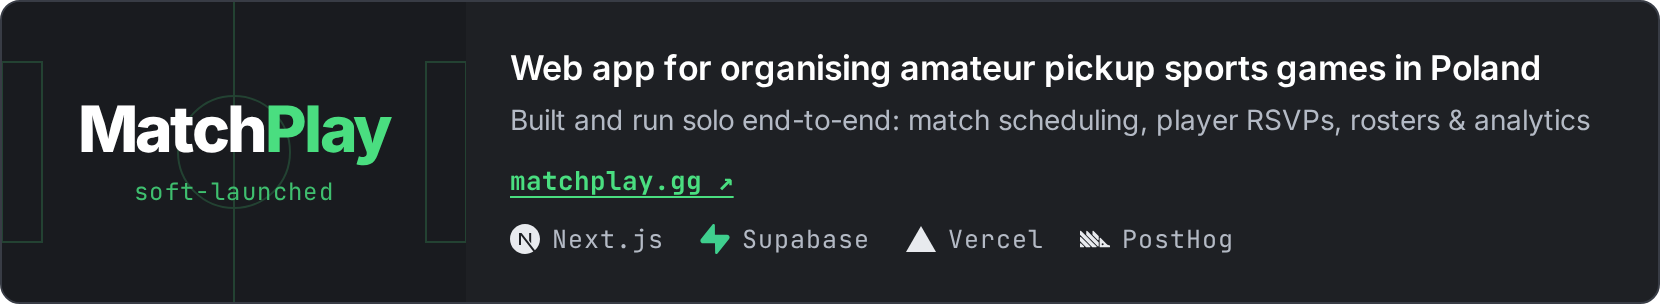 MatchPlay
soft-launched
Web app for organising amateur pickup sports games in Poland
Built and run solo end-to-end: match scheduling, player RSVPs, rosters & analytics
matchplay.gg ↗
Next.js Supabase Vercel PostHog